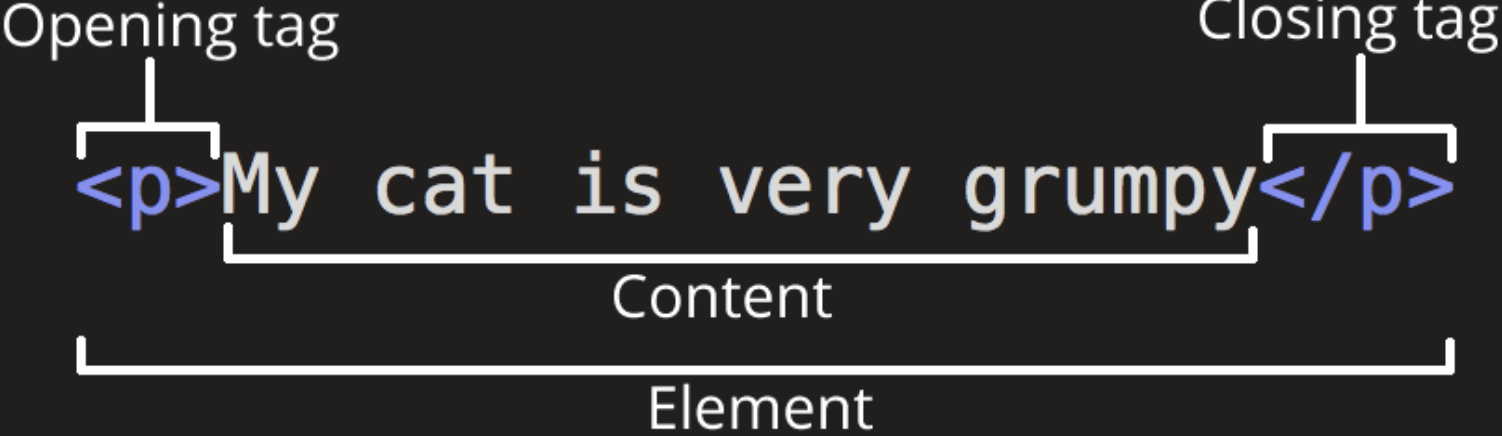 Opening tag Closing tag
<p>My cat is very grumpy</p>
Content
Element